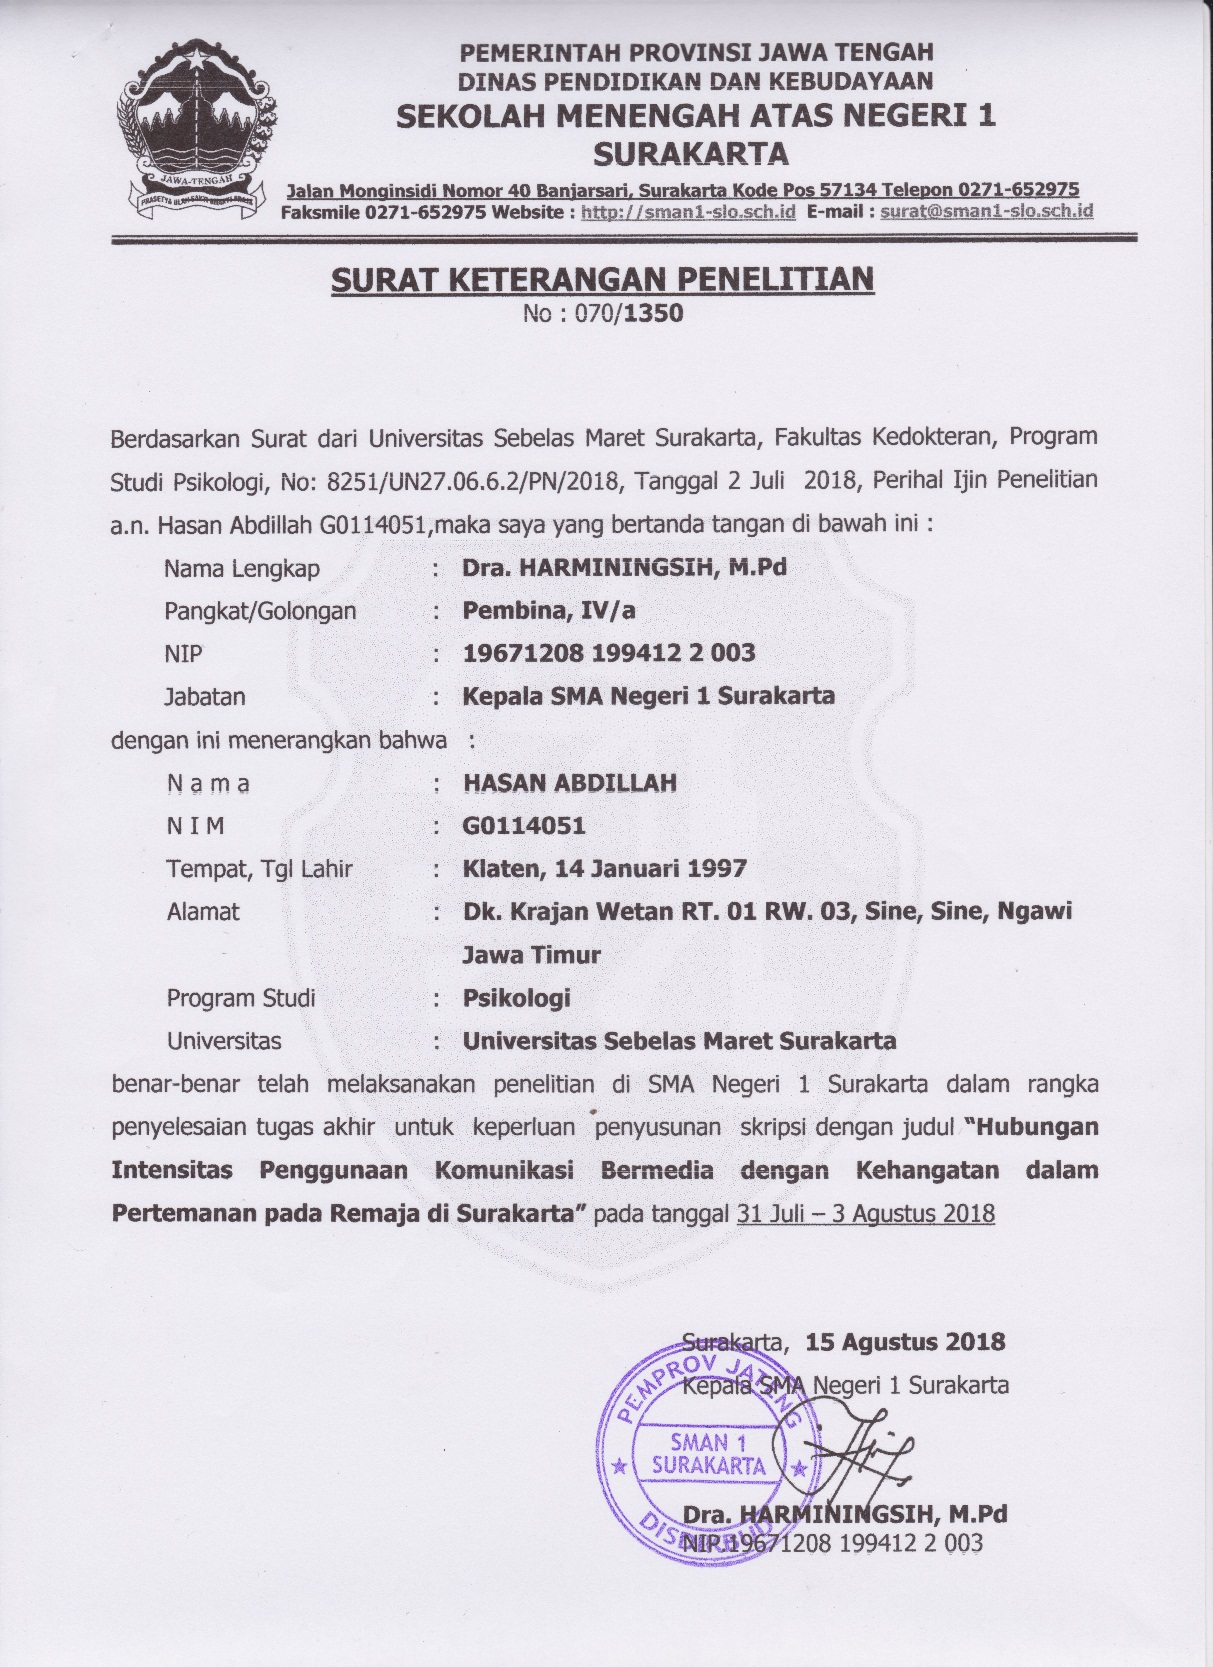 PEMERINTAH PROVINSI JAWA TENGAH
DINAS PENDIDIKAN DAN KEBUDAYAAN
SEKOLAH MENENGAH ATAS NEGERI 1
SURAKARTA
Jalan Monginsidi Nomor 40 Banjarsari, Surakarta Kode Pos 57134 Telepon 0271-652975
Faksmile 0271-652975 Website : http://sman1-slo.sch.id E-mail : surat@sman1-slo.sch.id
JAWA-TENGAH
SURAT KETERANGAN PENELITIAN
No : 070/1350
Berdasarkan Surat dari Universitas Sebelas Maret Surakarta, Fakultas Kedokteran, Program
Studi Psikologi, No: 8251/UN27.06.6.2/PN/2018, Tanggal 2 Juli 2018, Perihal Ijin Penelitian
a.n. Hasan Abdillah G0114051,maka saya yang bertanda tangan di bawah ini :
Nama Lengkap : Dra. HARMININGSIH, M.Pd
Pangkat/Golongan : Pembina, IV/a
NIP : 19671208 199412 2 003
Jabatan : Kepala SMA Negeri 1 Surakarta
dengan ini menerangkan bahwa :
N a m a : HASAN ABDILLAH
N I M : G0114051
Tempat, Tgl Lahir : Klaten, 14 Januari 1997
Alamat : Dk. Krajan Wetan RT. 01 RW. 03, Sine, Sine, Ngawi
Jawa Timur
Program Studi : Psikologi
Universitas : Universitas Sebelas Maret Surakarta
benar-benar telah melaksanakan penelitian di SMA Negeri 1 Surakarta dalam rangka
penyelesaian tugas akhir untuk keperluan penyusunan skripsi dengan judul "Hubungan
Intensitas Penggunaan Komunikasi Bermedia dengan Kehangatan dalam
Pertemanan pada Remaja di Surakarta" pada tanggal 31 Juli – 3 Agustus 2018
Surakarta, 15 Agustus 2018
Kepala SMA Negeri 1 Surakarta
PEMPROV JATENG
SMAN 1
SURAKARTA
DISDIKBUD
Dra. HARMININGSIH, M.Pd
NIP.19671208 199412 2 003